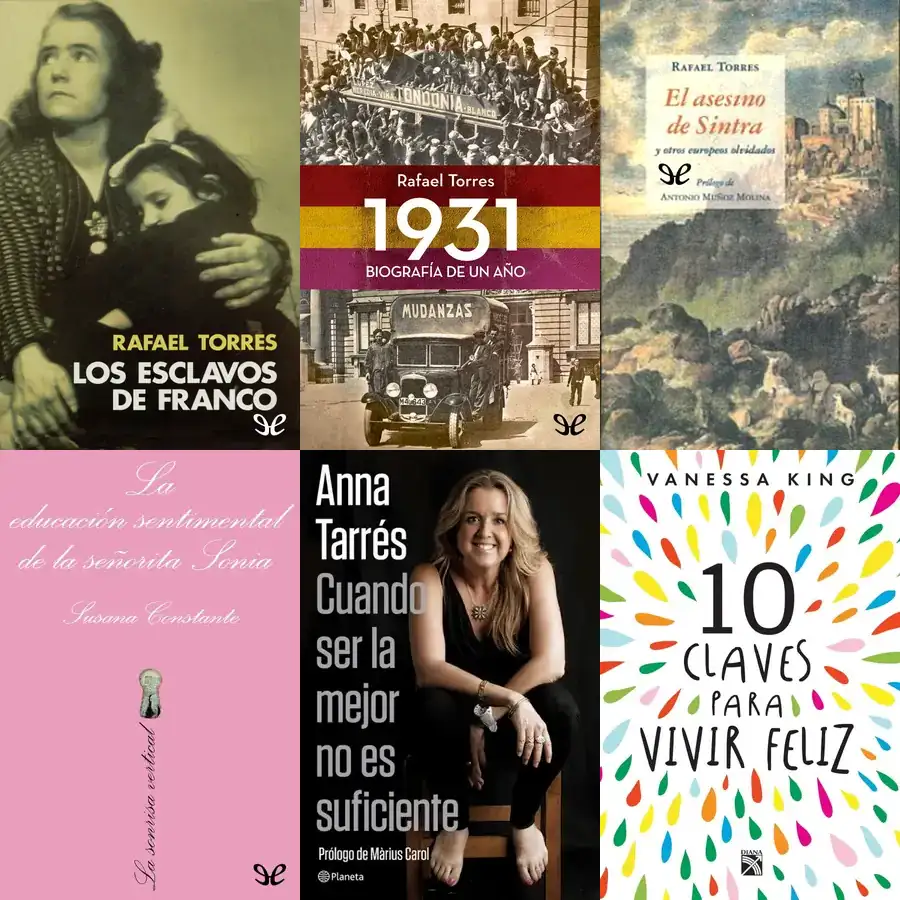 RAFAEL TORRES
LOS ESCLAVOS
DE FRANCO
TONDONIA
BLANCO
Rafael Torres
1931
BIOGRAFÍA DE UN AÑO
MUDANZAS
RAFAEL TORRES
El asesino
de Sintra
y otros europeos olvidados
Prólogo de
ANTONIO MUÑOZ MOLINA
La
educación sentimental
de la señorita Sonia
Susana Constante
La sonrisa vertical
Anna
Tarrés
Cuando
ser la
mejor
no es
suficiente
Prólogo de Màrius Carol
Planeta
VANESSA KING
10
CLAVES
PARA
VIVIR FELIZ
DIANA